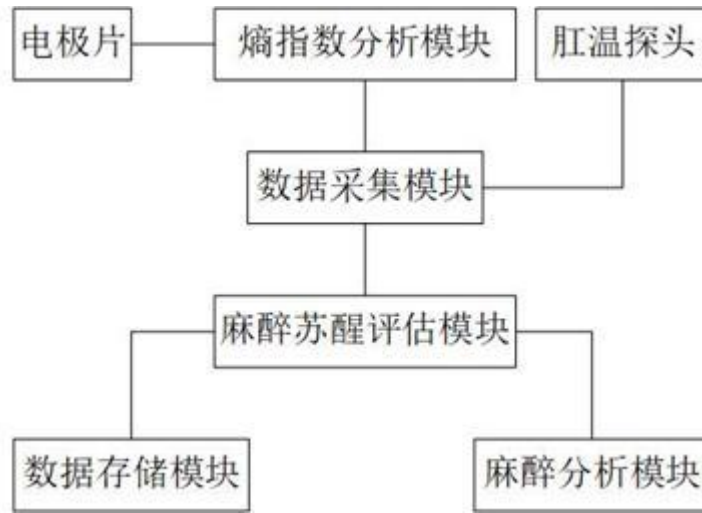 电极片
熵指数分析模块
肛温探头
数据采集模块
麻醉苏醒评估模块
数据存储模块
麻醉分析模块